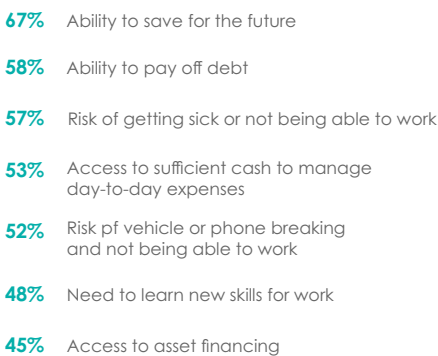 67% Ability to save for the future
58% Ability to pay off debt
57% Risk of getting sick or not being able to work
53% Access to sufficient cash to manage
day-to-day expenses
52% Risk pf vehicle or phone breaking
and not being able to work
48% Need to learn new skills for work
45% Access to asset financing